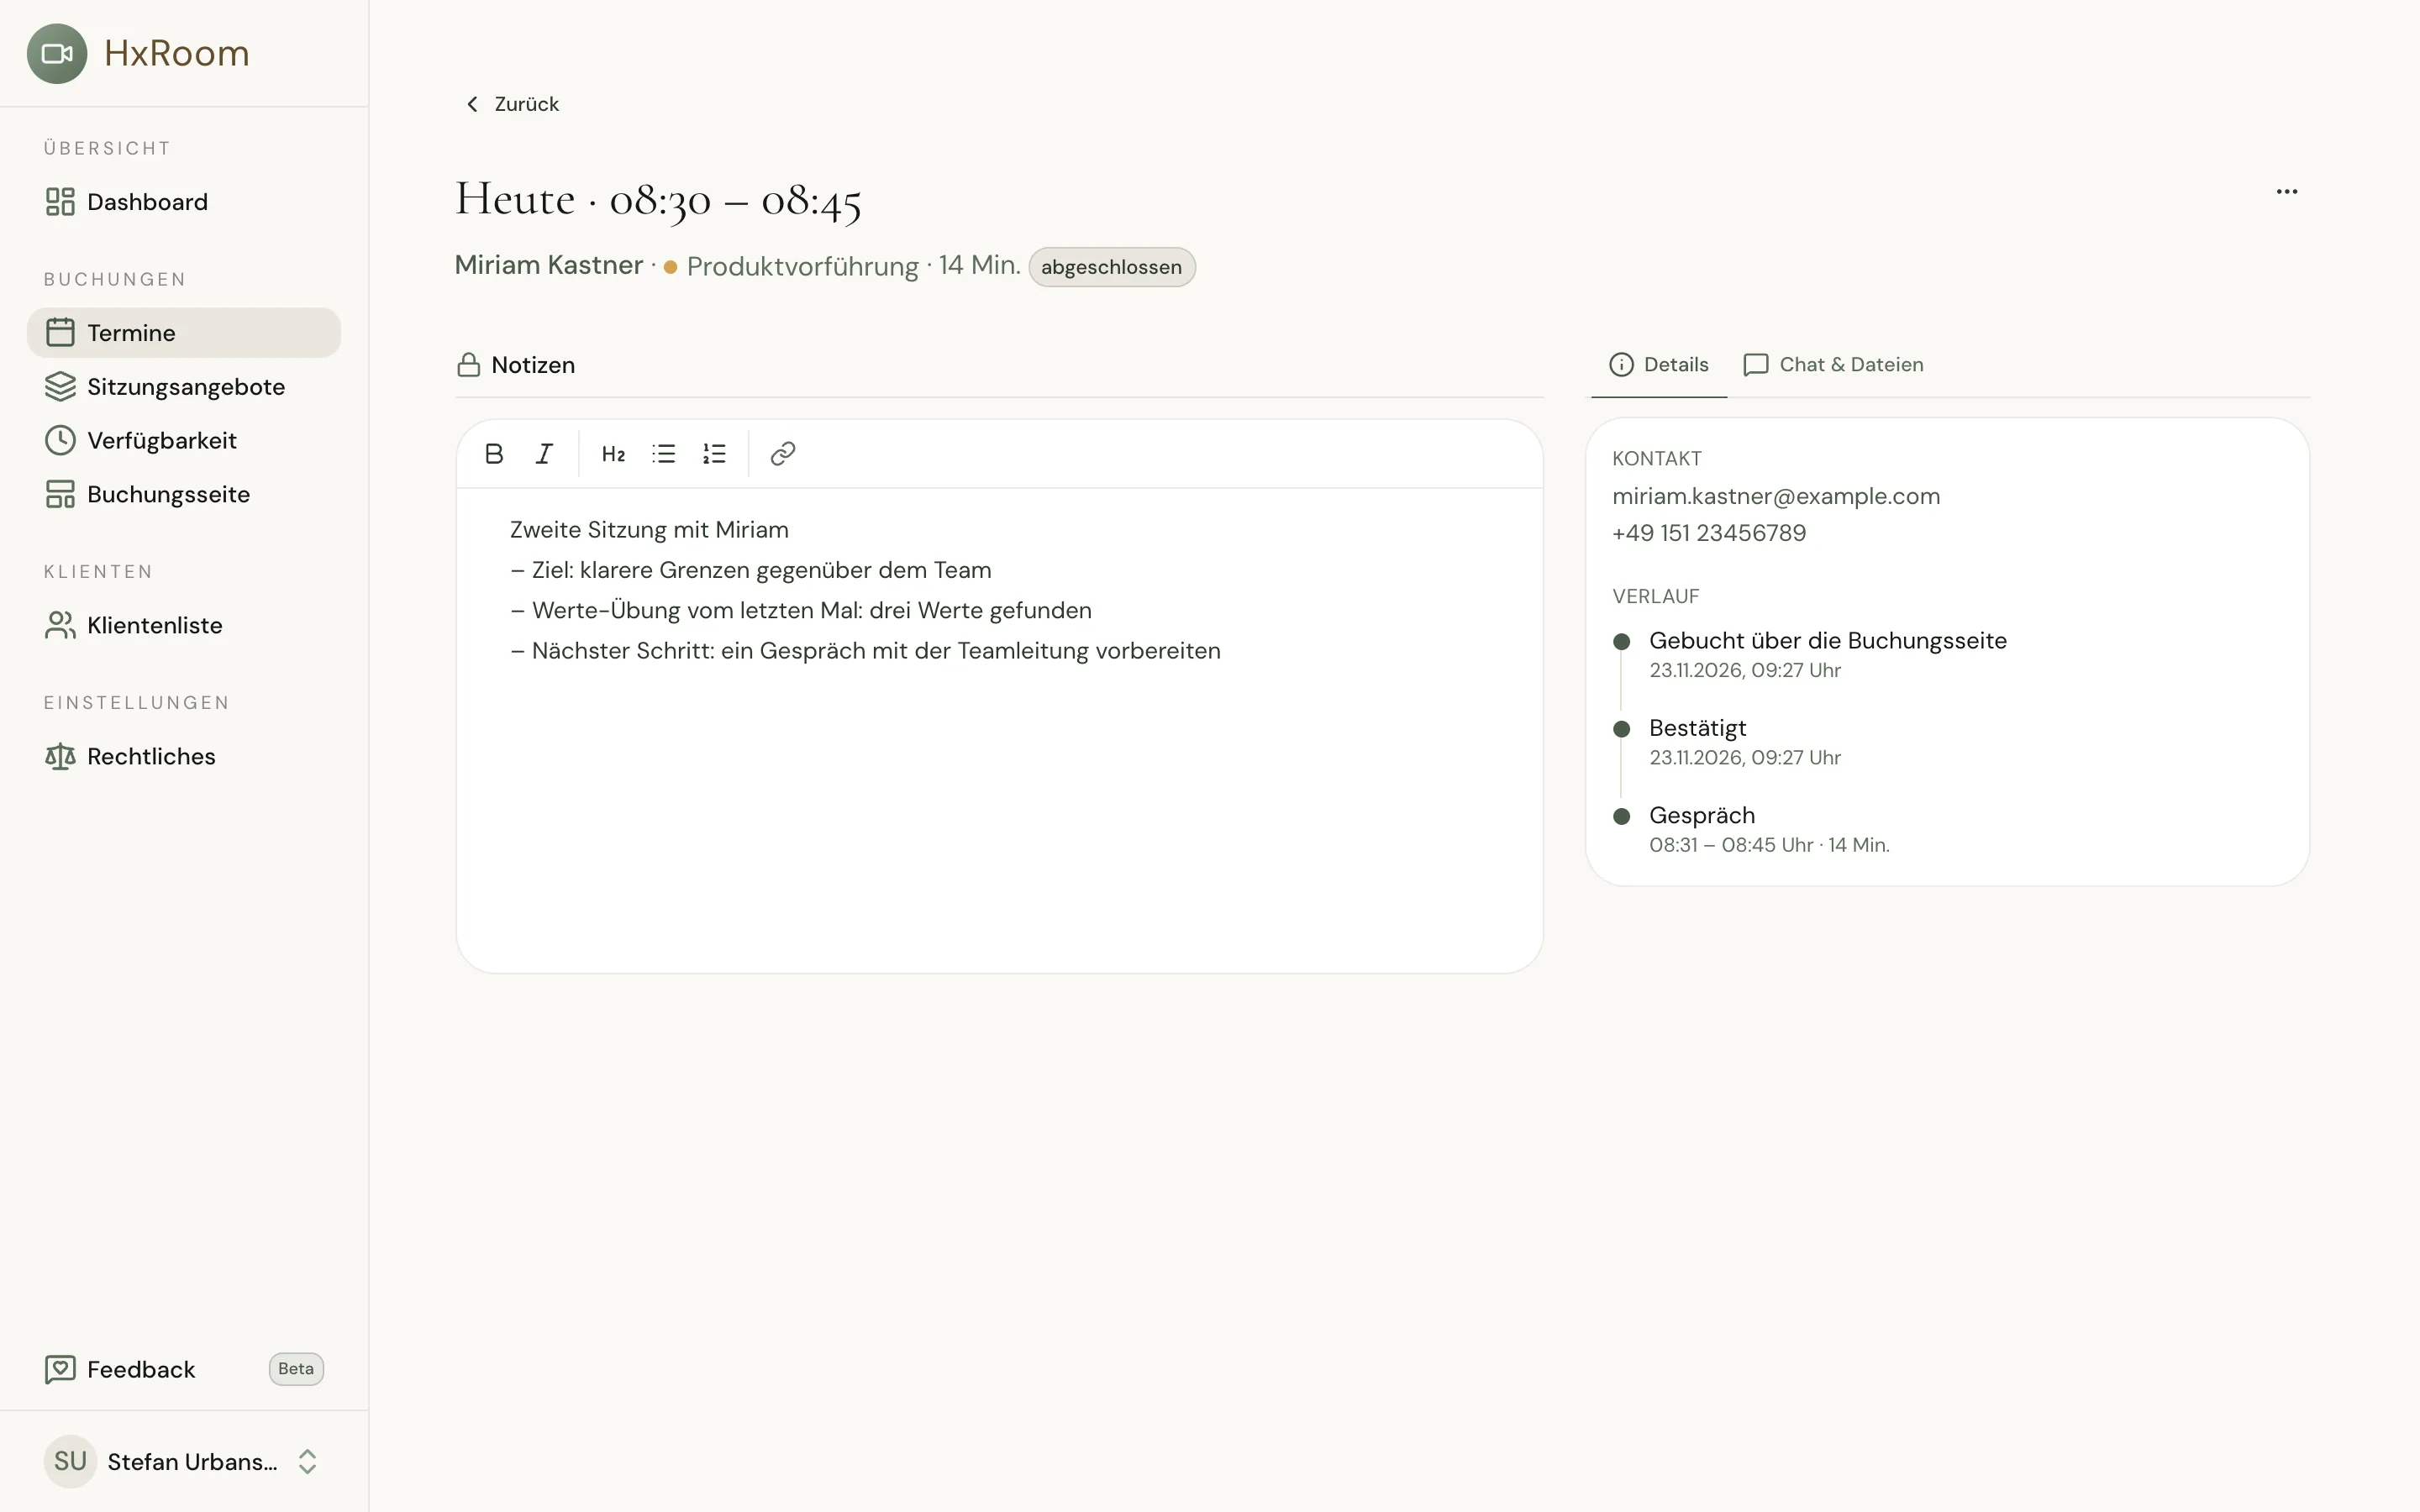 HxRoom
ÜBERSICHT
Dashboard
BUCHUNGEN
Termine
Sitzungsangebote
Verfügbarkeit
Buchungsseite
KLIENTEN
Klientenliste
EINSTELLUNGEN
Rechtliches
Feedback Beta
SU Stefan Urbans...
Zurück
Heute · 08:30 – 08:45
Miriam Kastner · Produktvorführung · 14 Min. abgeschlossen
Notizen
B I H2
Zweite Sitzung mit Miriam
– Ziel: klarere Grenzen gegenüber dem Team
– Werte-Übung vom letzten Mal: drei Werte gefunden
– Nächster Schritt: ein Gespräch mit der Teamleitung vorbereiten
Details Chat & Dateien
KONTAKT
miriam.kastner@example.com
+49 151 23456789
VERLAUF
Gebucht über die Buchungsseite
23.11.2026, 09:27 Uhr
Bestätigt
23.11.2026, 09:27 Uhr
Gespräch
08:31 – 08:45 Uhr · 14 Min.